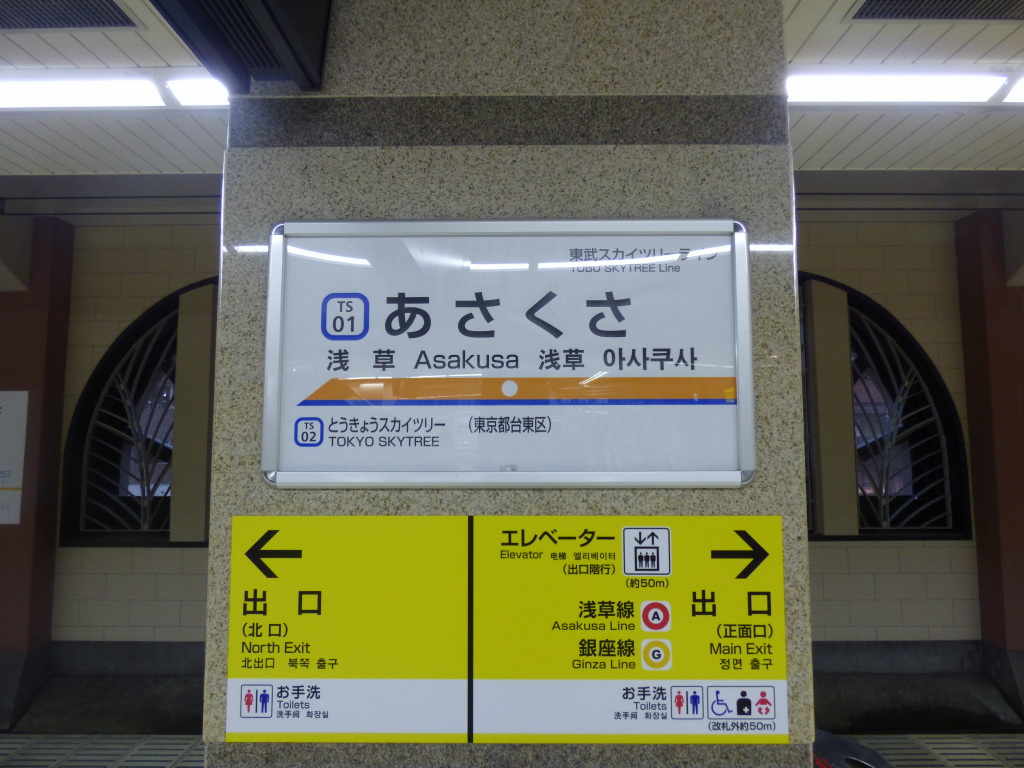 東武スカイツリーライン
TOBU SKYTREE Line
TS 01 あさくさ
浅草 Asakusa 浅草 아사쿠사
TS 02 とうきょうスカイツリー (東京都台東区)
TOKYO SKYTREE
出口
(北口)
North Exit
北出口 북쪽 출구
お手洗
Toilets
洗手间 화장실
エレベーター
Elevator 电梯 엘리베이터
(出口階行)
(約50m)
浅草線 A
Asakusa Line
銀座線 G
Ginza Line
出口
(正面口)
Main Exit
정면 출구
お手洗
Toilets
洗手间 화장실
(改札外約50m)